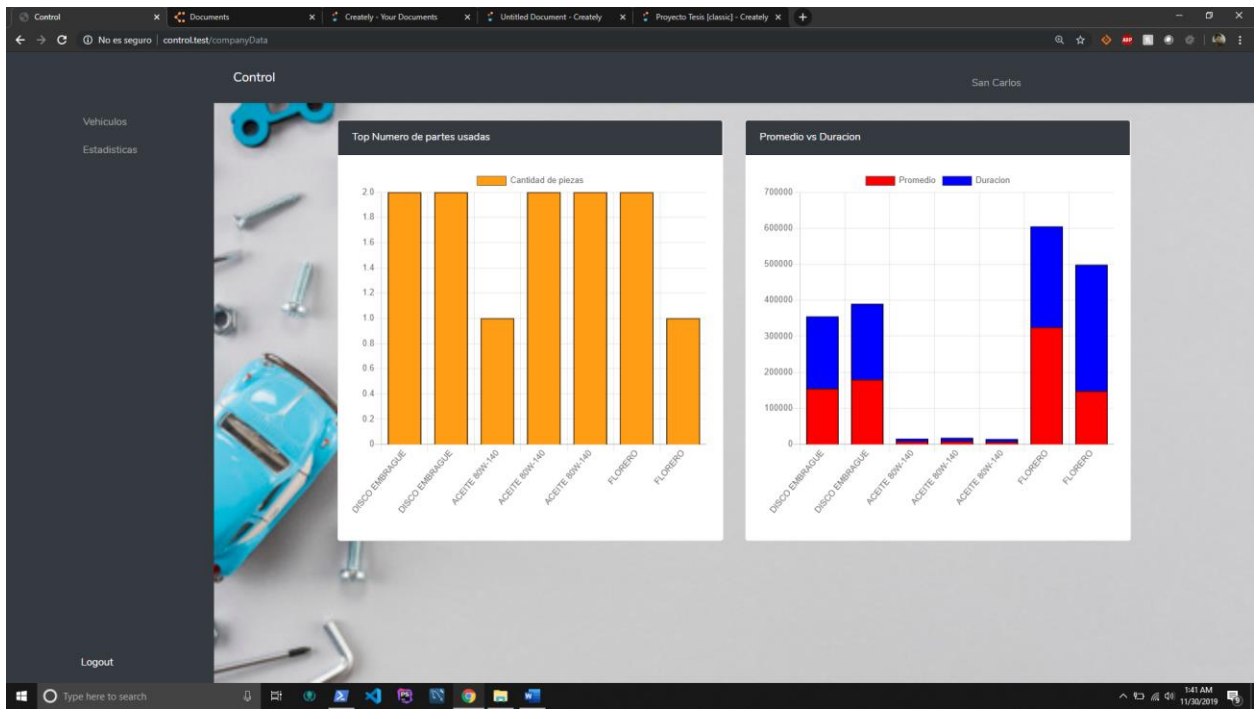 Control
Documents
Creately - Your Documents
Untitled Document - Creately
Proyecto Tesis [classic] - Creately
No es seguro | control.test/companyData
ABP
Control
San Carlos
Vehiculos
Estadisticas
Logout
Top Numero de partes usadas
Cantidad de piezas
2.0
1.8
1.6
1.4
1.2
1.0
0.8
0.6
0.4
0.2
0
DISCO EMBRAGUE
DISCO EMBRAGUE
ACEITE 80W-140
ACEITE 80W-140
ACEITE 80W-140
FLORERO
FLORERO
Promedio vs Duracion
Promedio
Duracion
700000
600000
500000
400000
300000
200000
100000
0
DISCO EMBRAGUE
DISCO EMBRAGUE
ACEITE 80W-140
ACEITE 80W-140
ACEITE 80W-140
FLORERO
FLORERO
Type here to search
1:41 AM
11/30/2019